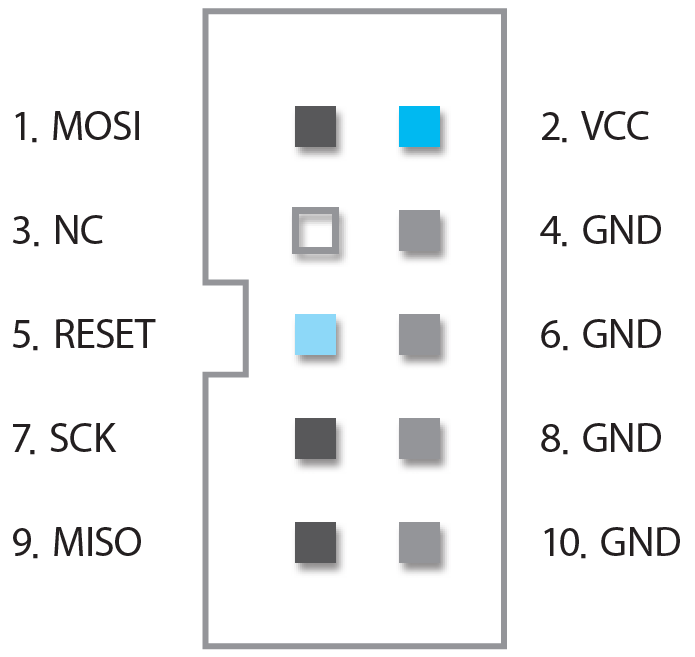 1. MOSI
2. VCC
3. NC
4. GND
5. RESET
6. GND
7. SCK
8. GND
9. MISO
10. GND